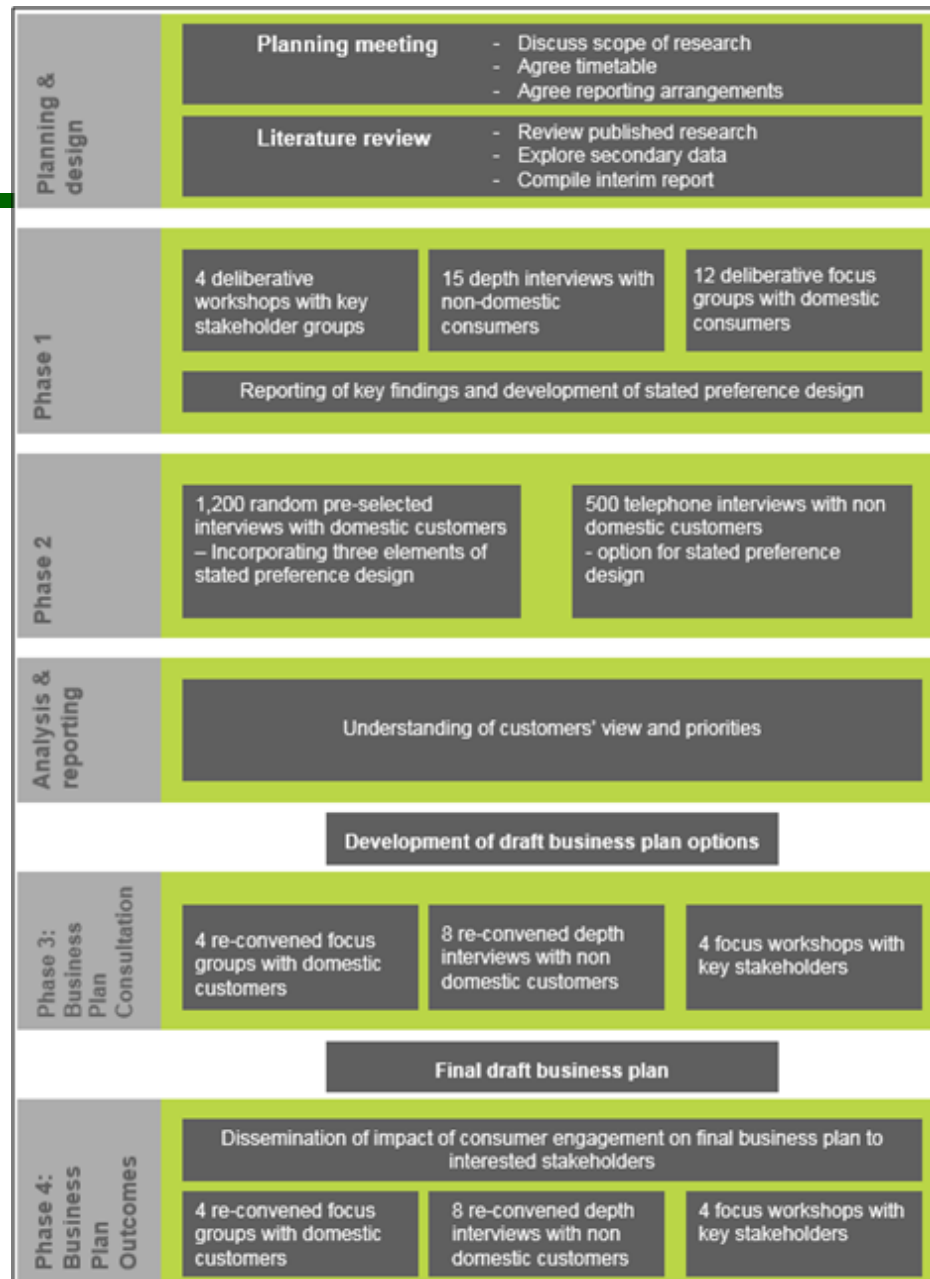 Planning & design
Planning meeting
- Discuss scope of research
- Agree timetable
- Agree reporting arrangements
Literature review
- Review published research
- Explore secondary data
- Compile interim report
Phase 1
4 deliberative
workshops with key
stakeholder groups
15 depth interviews with
non-domestic
consumers
12 deliberative focus
groups with domestic
consumers
Reporting of key findings and development of stated preference design
Phase 2
1,200 random pre-selected
interviews with domestic customers
– Incorporating three elements of
stated preference design
500 telephone interviews with non
domestic customers
- option for stated preference
design
Analysis &
reporting
Understanding of customers' view and priorities
Development of draft business plan options
Phase 3:
Business
Plan
Consultation
4 re-convened focus
groups with domestic
customers
8 re-convened depth
interviews with non
domestic customers
4 focus workshops with
key stakeholders
Final draft business plan
Phase 4:
Business
Plan
Outcomes
Dissemination of impact of consumer engagement on final business plan to
interested stakeholders
4 re-convened focus
groups with domestic
customers
8 re-convened depth
interviews with non
domestic customers
4 focus workshops with
key stakeholders